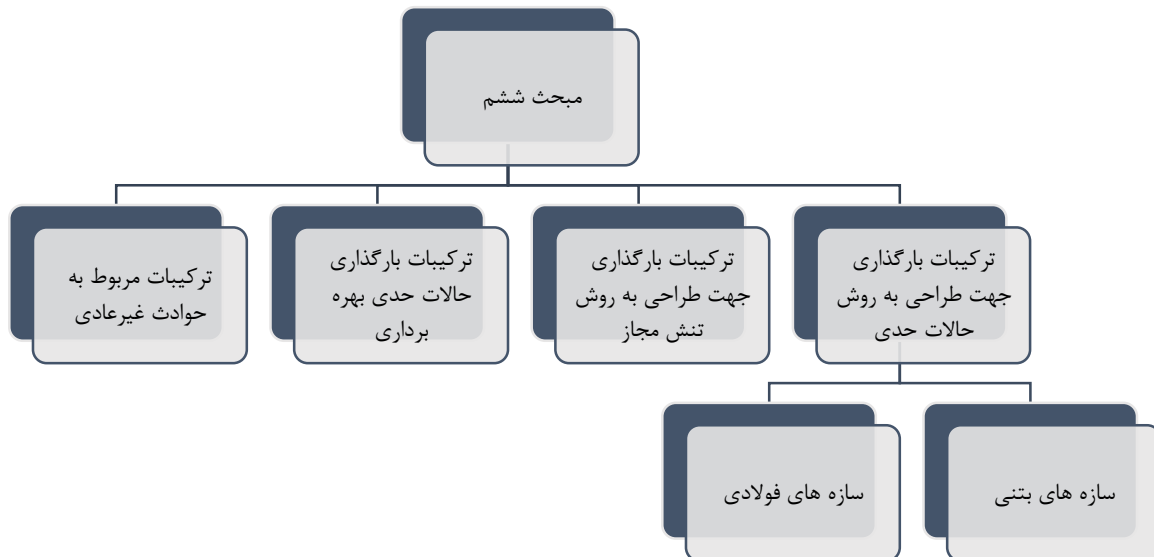 مبحث ششم
ترکیبات بارگذاری
جهت طراحی به روش
حالات حدی
ترکیبات بارگذاری
جهت طراحی به روش
تنش مجاز
ترکیبات بارگذاری
حالات حدی بهره
برداری
ترکیبات مربوط به
حوادث غیرعادی
سازه های بتنی
سازه های فولادی